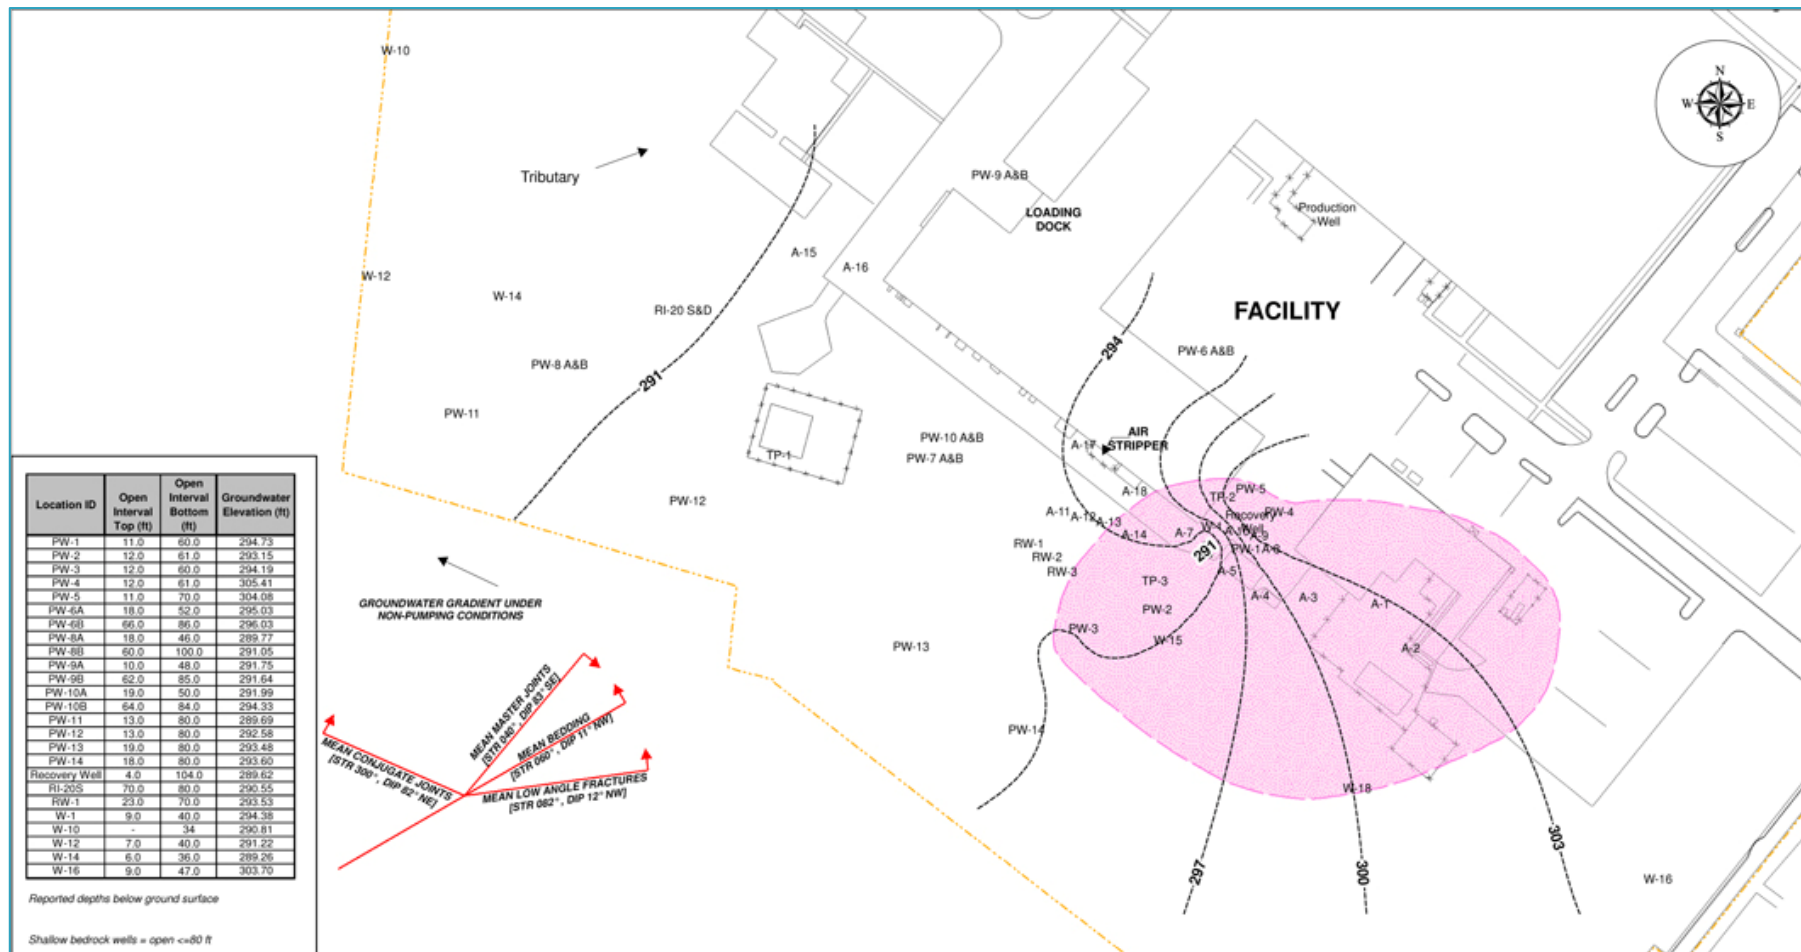 W-10
N
W E
S
Tributary
PW-9 A&B
LOADING
DOCK
Production
Well
A-15
A-16
W-12
W-14
RI-20 S&D
FACILITY
294
PW-6 A&B
PW-8 A&B
291
PW-11
AIR
STRIPPER
PW-10 A&B
A-17
PW-7 A&B
TP-1
PW-12
A-18
PW-5
TP-2
A-11
A-12
A-13
A-14
A-7
W-1
Recovery
Well
PW-4
A-10
A-9
RW-1
RW-2
RW-3
291
PW-1
A-6
A-5
TP-3
A-4
A-3
A-1
PW-2
PW-3
W-15
A-2
PW-13
PW-14
W-18
297
300
303
W-16
GROUNDWATER GRADIENT UNDER
NON-PUMPING CONDITIONS
MEAN MASTER JOINTS
[STR 040°, DIP 83° SE]
MEAN BEDDING
[STR 060°, DIP 11° NW]
MEAN CONJUGATE JOINTS
[STR 300°, DIP 82° NE]
MEAN LOW ANGLE FRACTURES
[STR 082°, DIP 12° NW]
Location ID Open Interval Top (ft) Open Interval Bottom (ft) Groundwater Elevation (ft)
PW-1 11.0 60.0 294.73
PW-2 12.0 61.0 293.15
PW-3 12.0 60.0 294.19
PW-4 12.0 61.0 305.41
PW-5 11.0 70.0 304.08
PW-6A 18.0 52.0 295.03
PW-6B 66.0 86.0 296.03
PW-8A 18.0 46.0 289.77
PW-8B 60.0 100.0 291.05
PW-9A 10.0 48.0 291.75
PW-9B 62.0 85.0 291.64
PW-10A 19.0 50.0 291.99
PW-10B 64.0 84.0 294.33
PW-11 13.0 80.0 289.69
PW-12 13.0 80.0 292.58
PW-13 19.0 80.0 293.48
PW-14 18.0 80.0 293.60
Recovery Well 4.0 104.0 289.62
RI-20S 70.0 80.0 290.55
RW-1 23.0 70.0 293.53
W-1 9.0 40.0 294.38
W-10 - 34 290.81
W-12 7.0 40.0 291.22
W-14 6.0 36.0 289.26
W-16 9.0 47.0 303.70
Reported depths below ground surface
Shallow bedrock wells = open <=80 ft